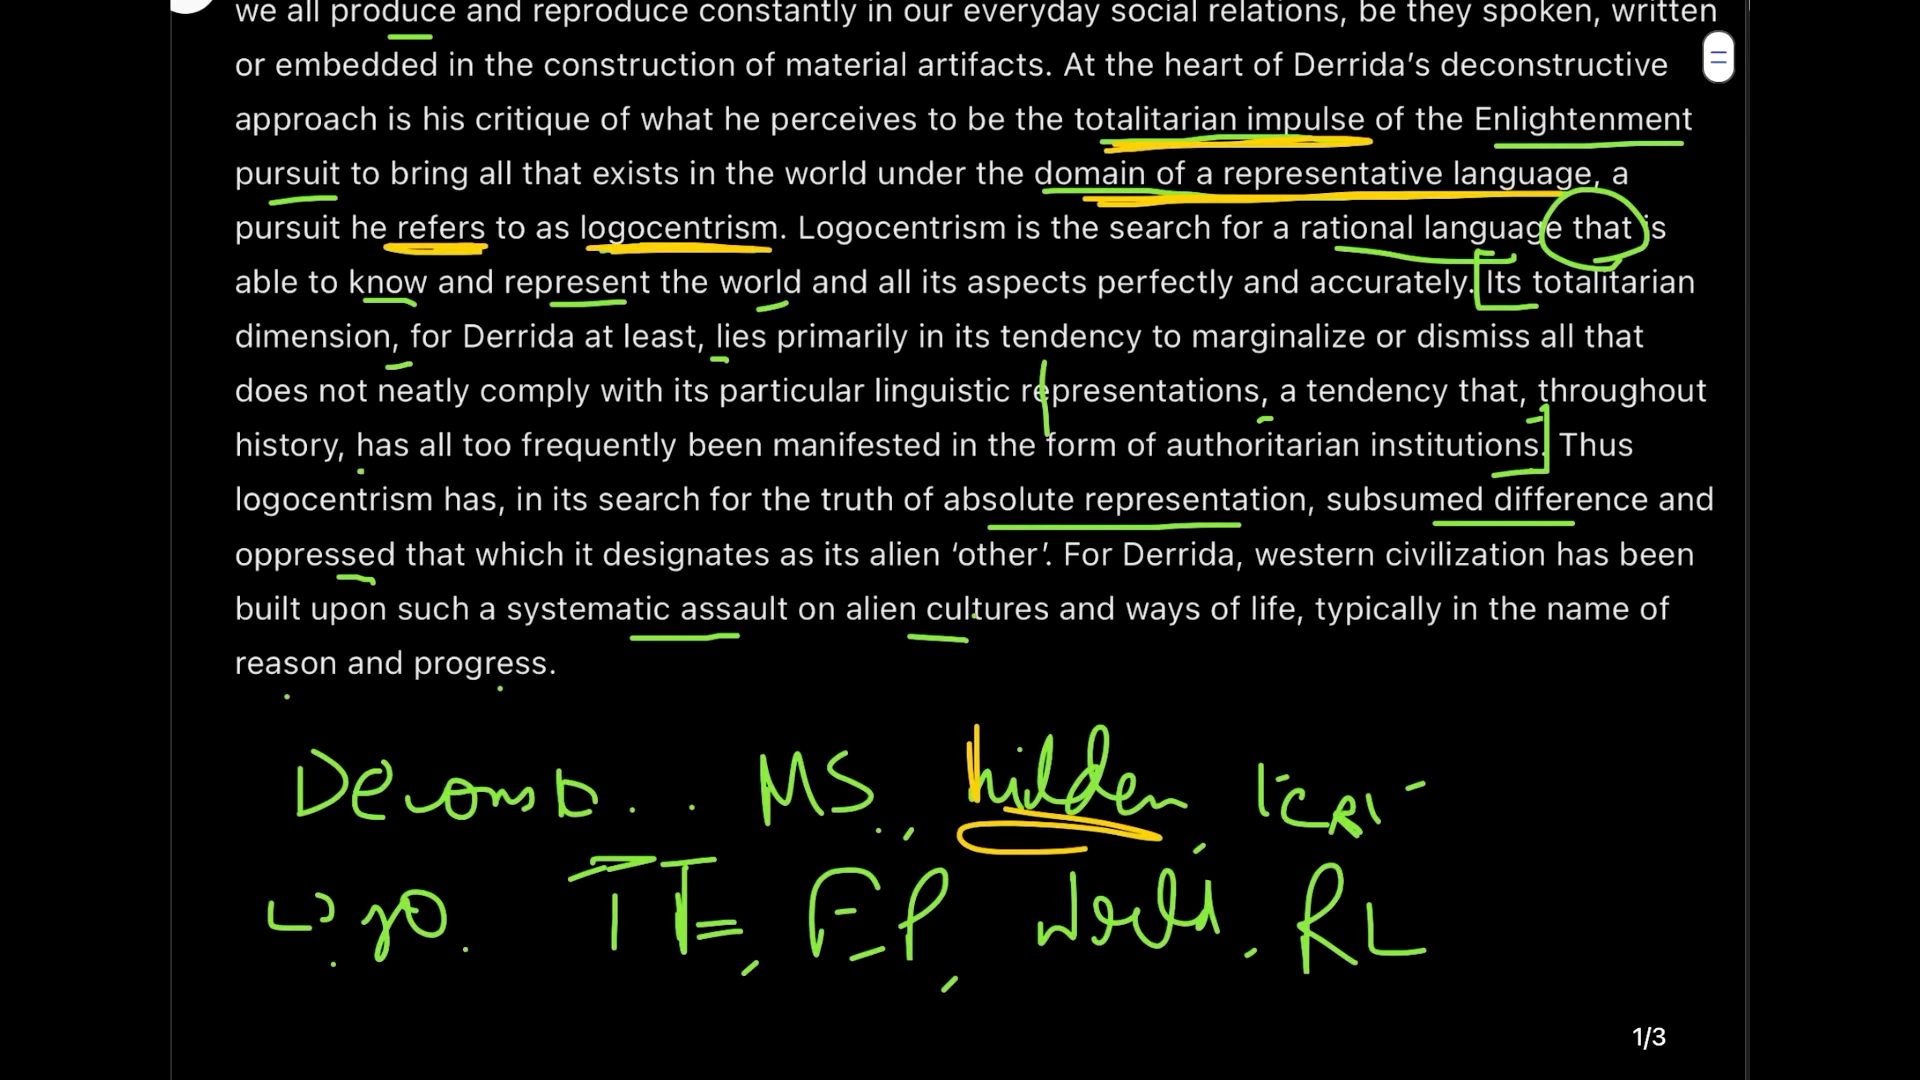 we all produce and reproduce constantly in our everyday social relations, be they spoken, written
or embedded in the construction of material artifacts. At the heart of Derrida’s deconstructive
approach is his critique of what he perceives to be the totalitarian impulse of the Enlightenment
pursuit to bring all that exists in the world under the domain of a representative language, a
pursuit he refers to as logocentrism. Logocentrism is the search for a rational language that is
able to know and represent the world and all its aspects perfectly and accurately. Its totalitarian
dimension, for Derrida at least, lies primarily in its tendency to marginalize or dismiss all that
does not neatly comply with its particular linguistic representations, a tendency that, throughout
history, has all too frequently been manifested in the form of authoritarian institutions. Thus
logocentrism has, in its search for the truth of absolute representation, subsumed difference and
oppressed that which it designates as its alien ‘other’. For Derrida, western civilization has been
built upon such a systematic assault on alien cultures and ways of life, typically in the name of
reason and progress.
MS, hidden
EP, world, RL
1/3